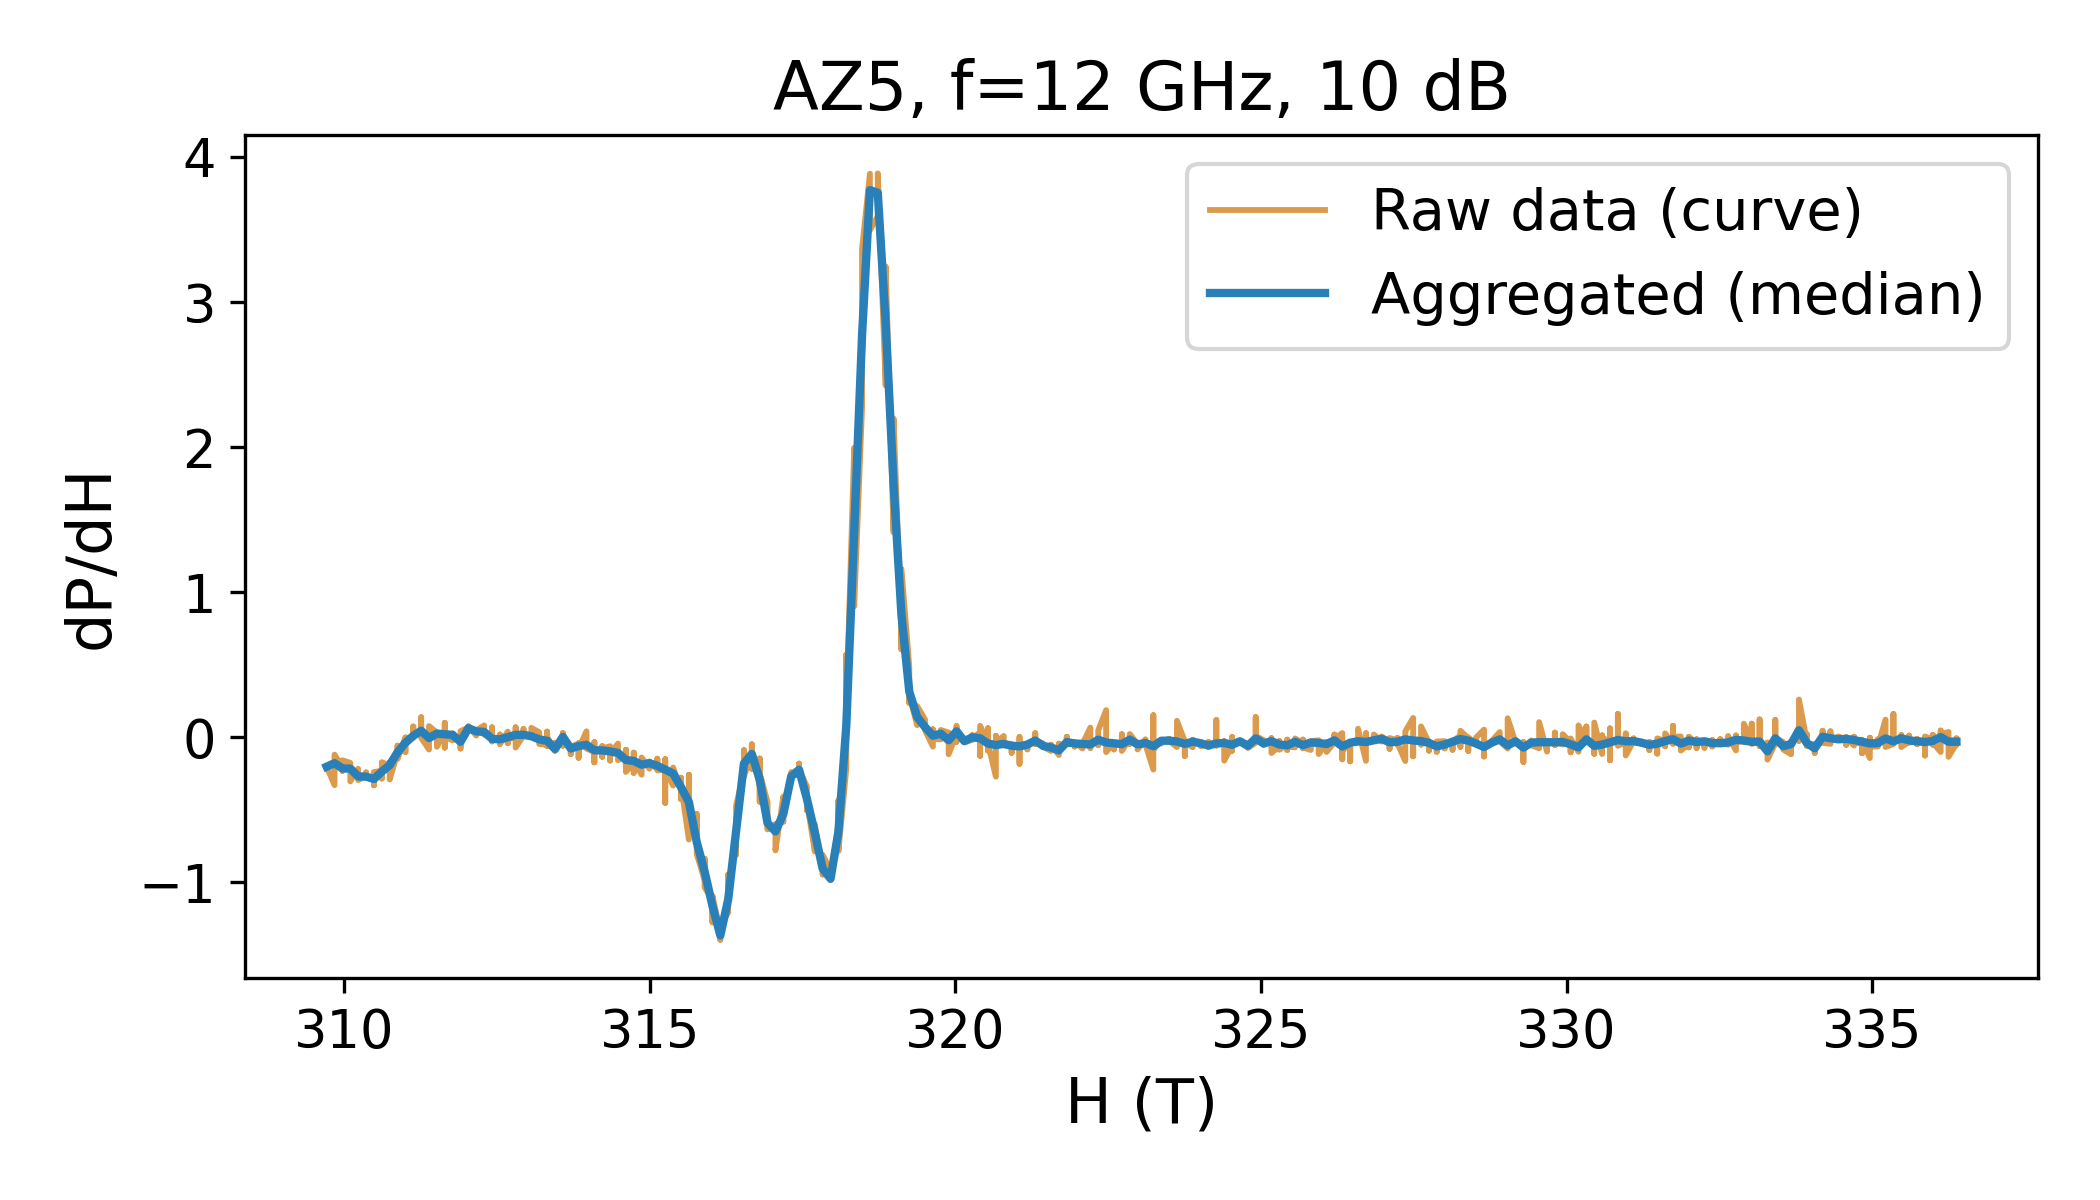 AZ5, f=12 GHz, 10 dB
Raw data (curve)
Aggregated (median)
dP/dH
4
3
2
1
0
−1
310 315 320 325 330 335
H (T)